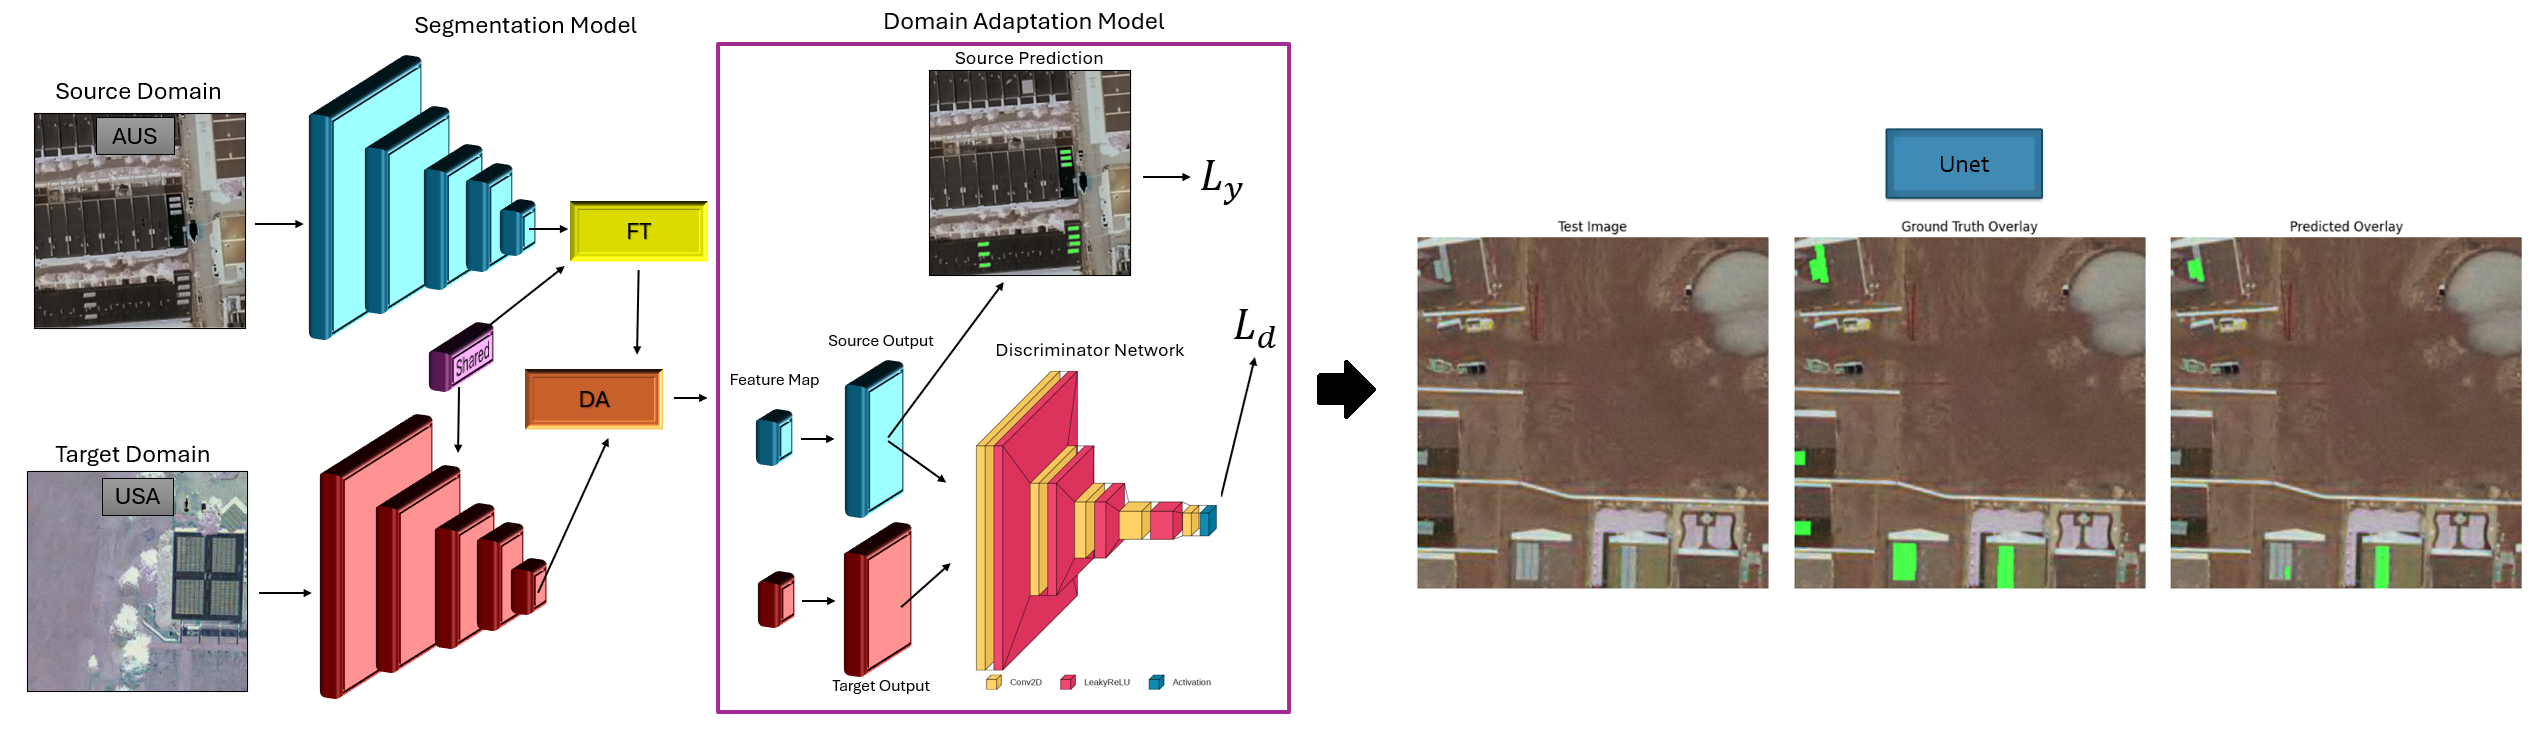 Segmentation Model
Source Domain
AUS
FT
Shared
DA
Target Domain
USA
Domain Adaptation Model
Source Prediction
L_y
Source Output
Feature Map
Discriminator Network
L_d
Target Output
Conv2D
LeakyReLU
Activation
Unet
Test Image
Ground Truth Overlay
Predicted Overlay